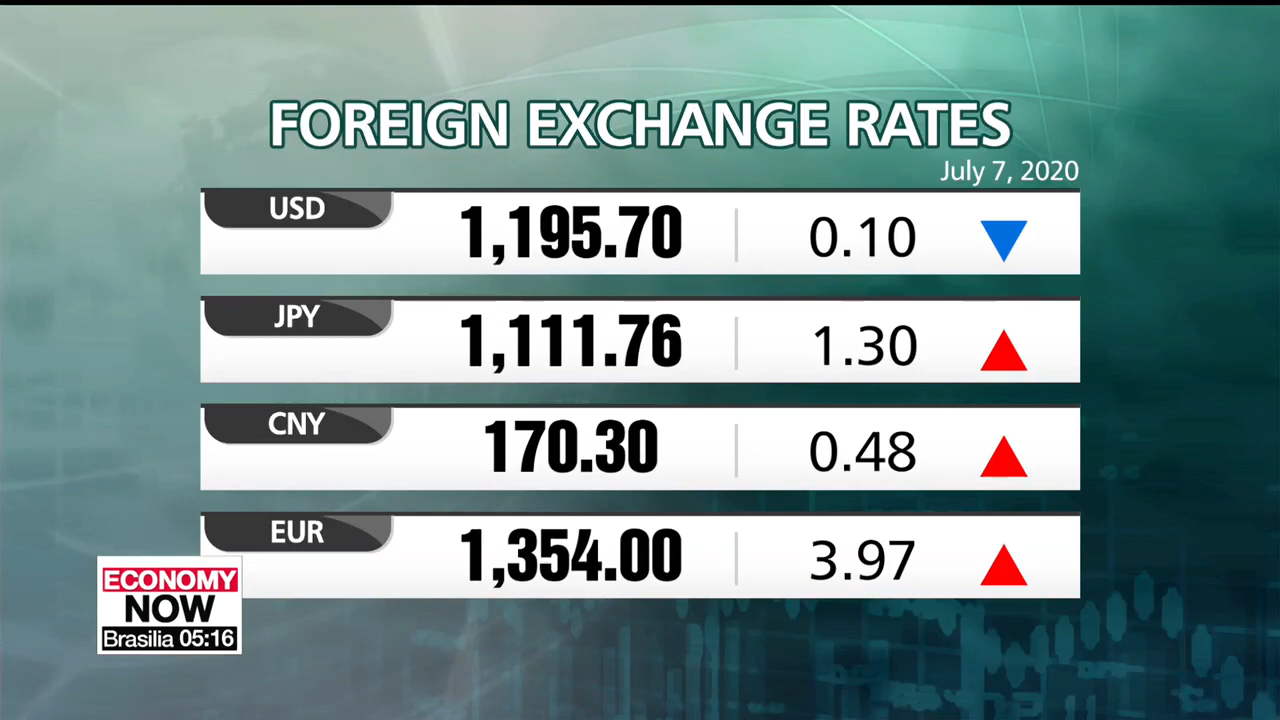 FOREIGN EXCHANGE RATES
July 7, 2020
USD 1,195.70 0.10 ▼
JPY 1,111.76 1.30 ▲
CNY 170.30 0.48 ▲
EUR 1,354.00 3.97 ▲
ECONOMY
NOW
Brasilia 05:16